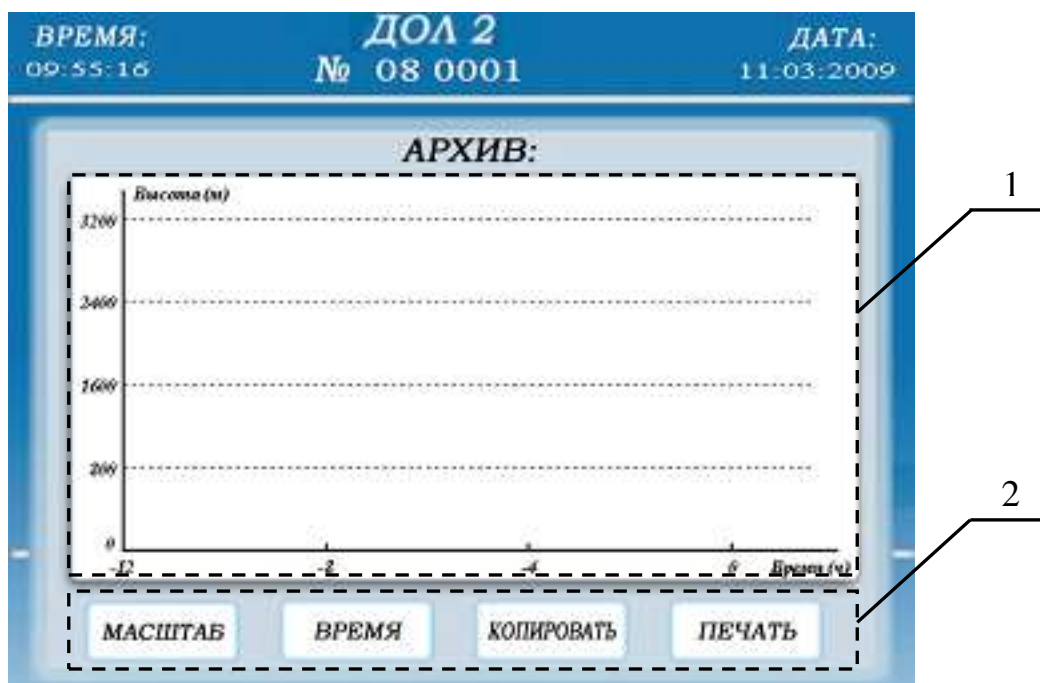 ВРЕМЯ:
ДОЛ 2
ДАТА:
09:55:16
№ 08 0001
11:03:2009
АРХИВ:
1
Высота (м)
3200
2400
1600
800
2
0
-12
-8
-4
0
Время (ч)
МАСШТАБ
ВРЕМЯ
КОПИРОВАТЬ
ПЕЧАТЬ